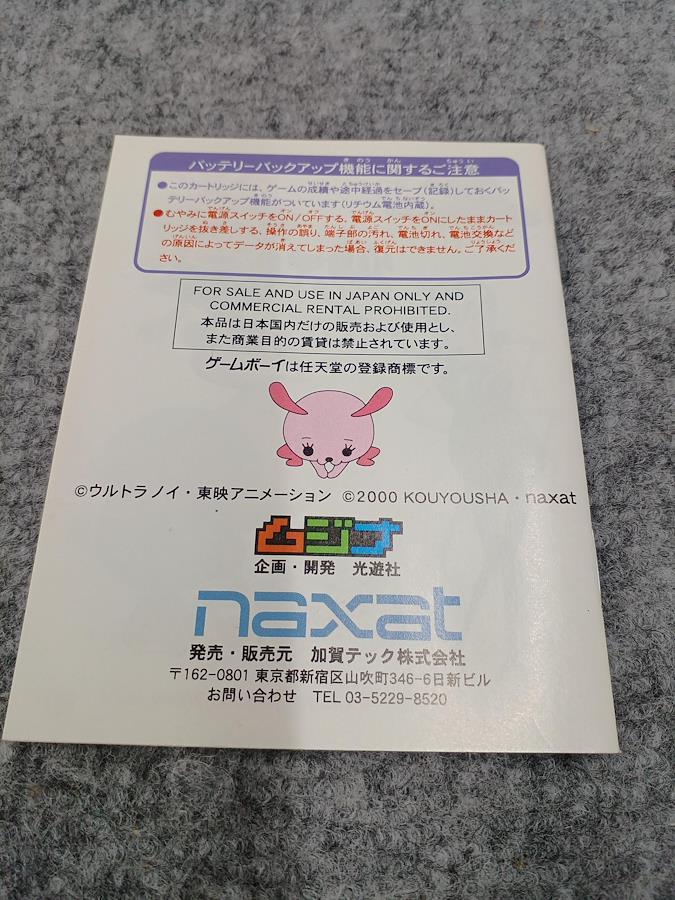 バッテリーバックアップ機能に関するご注意
●このカートリッジには、ゲームの成績や途中経過をセーブ(記録)しておくバッ
テリーバックアップ機能がついています(リチウム電池内蔵)。
●むやみに電源スイッチをON/OFFする、電源スイッチをONにしたままカート
リッジを抜き差しする、操作の誤り、端子部の汚れ、電池切れ、電池交換など
の原因によってデータが消えてしまった場合、復元はできません。ご了承くだ
さい。
FOR SALE AND USE IN JAPAN ONLY AND
COMMERCIAL RENTAL PROHIBITED.
本品は日本国内だけの販売および使用とし、
また商業目的の賃貸は禁止されています。
ゲームボーイは任天堂の登録商標です。
©ウルトラノイ・東映アニメーション ©2000 KOUYOUSHA・naxat
ムジナ
企画・開発 光遊社
naxat
発売・販売元 加賀テック株式会社
〒162-0801 東京都新宿区山吹町346-6日新ビル
お問い合わせ TEL 03-5229-8520